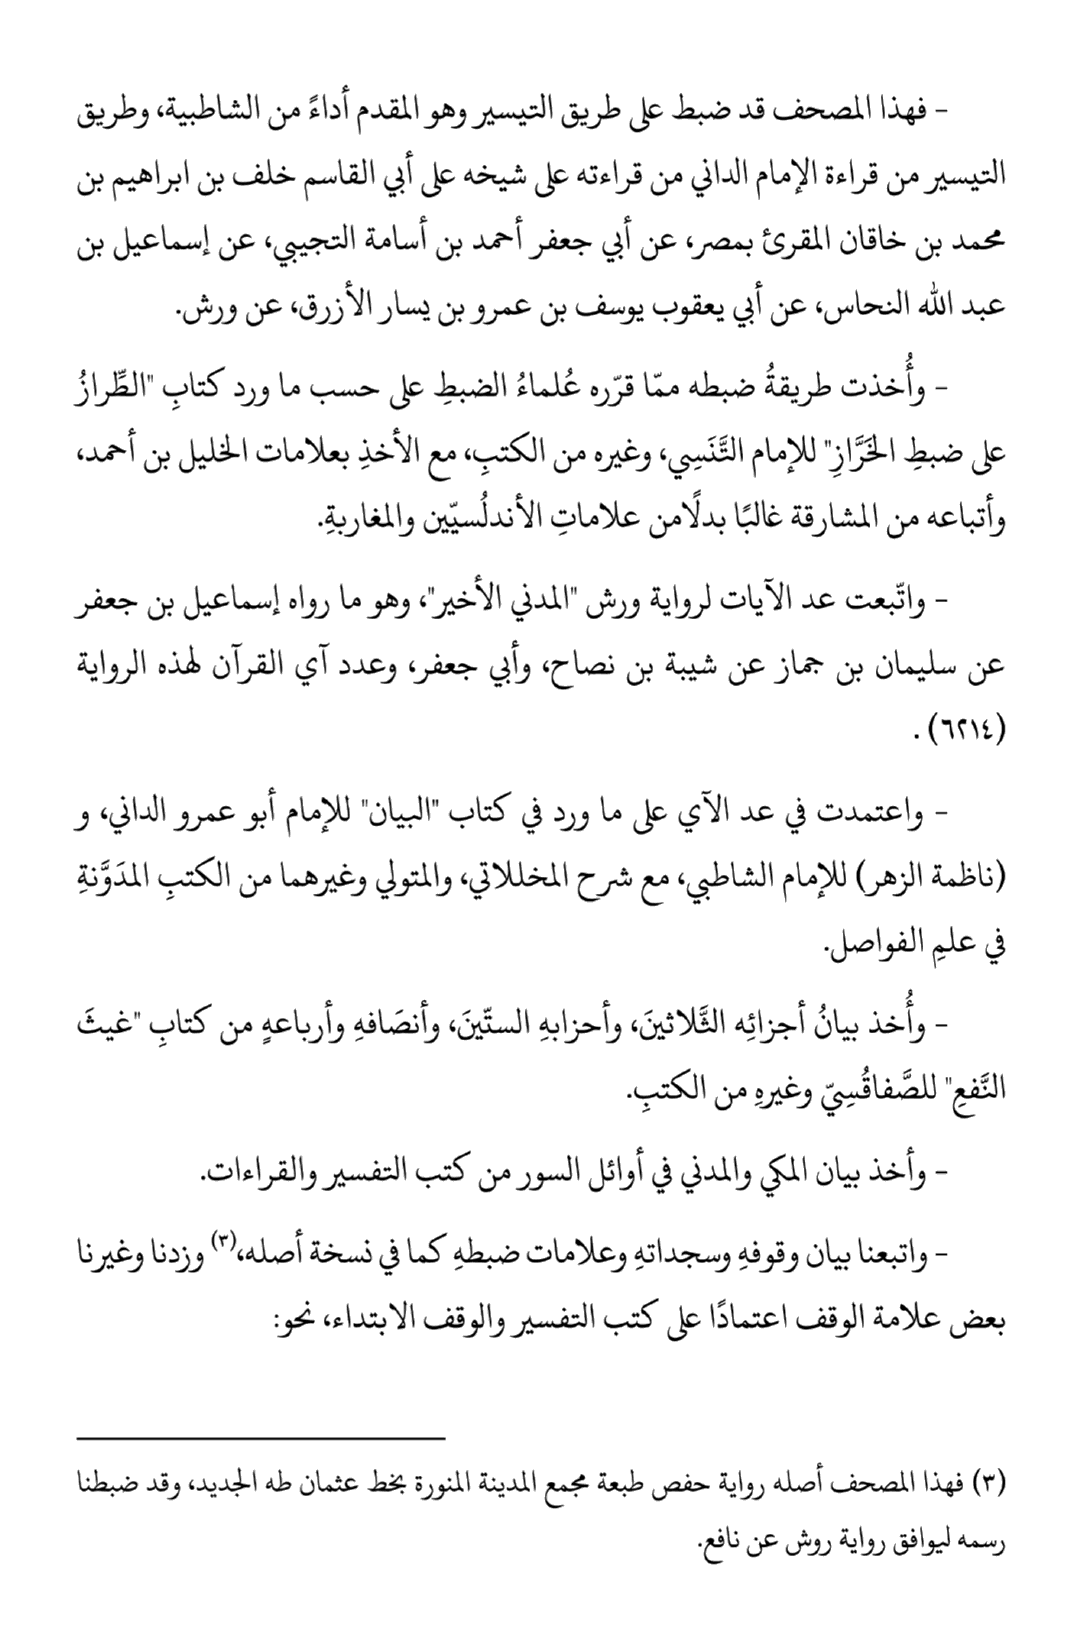 - فهذا المصحف قد ضبط على طريق التيسير وهو المقدم أداءً من الشاطبية، وطريق
التيسير من قراءة الإمام الداني من قراءته على شيخه على أبي القاسم خلف بن ابراهيم بن
محمد بن خاقان المقرئ بمصر، عن أبي جعفر أحمد بن أسامة التجيبي، عن إسماعيل بن
عبد الله النحاس، عن أبي يعقوب يوسف بن عمرو بن يسار الأزرق، عن ورش.
- وأُخذت طريقةُ ضبطه ممّا قرّره عُلماءُ الضبطِ على حسب ما ورد كتابِ "الطِّرازُ
على ضبطِ الخَرَّازِ" للإمام التَّنَسِي، وغيره من الكتبِ، مع الأخذِ بعلامات الخليل بن أحمد،
وأتباعه من المشارقة غالبًا بدلًامن علاماتِ الأندلُسيّين والمغاربةِ.
- واتّبعت عد الآيات لرواية ورش "المدني الأخير"، وهو ما رواه إسماعيل بن جعفر
عن سليمان بن جماز عن شيبة بن نصاح، وأبي جعفر، وعدد آي القرآن لهذه الرواية
(٦٢١٤) .
- واعتمدت في عد الآي على ما ورد في كتاب "البيان" للإمام أبو عمرو الداني، و
(ناظمة الزهر) للإمام الشاطبي، مع شرح المخللاتي، والمتولي وغيرهما من الكتبِ المدَوَّنةِ
في علمِ الفواصل.
- وأُخذ بيانُ أجزائِه الثَّلاثينَ، وأحزابهِ الستّينَ، وأنصَافهِ وأرباعهِ من كتابِ "غيثَ
النَّفعِ" للصَّفاقُسِيّ وغيرهِ من الكتبِ.
- وأخذ بيان المكي والمدني في أوائل السور من كتب التفسير والقراءات.
- واتبعنا بيان وقوفهِ وسجداتهِ وعلامات ضبطهِ كما في نسخة أصله،(٣) وزدنا وغيرنا
بعض علامة الوقف اعتمادًا على كتب التفسير والوقف الابتداء، نحو:
(٣) فهذا المصحف أصله رواية حفص طبعة مجمع المدينة المنورة بخط عثمان طه الجديد، وقد ضبطنا
رسمه ليوافق رواية روش عن نافع.